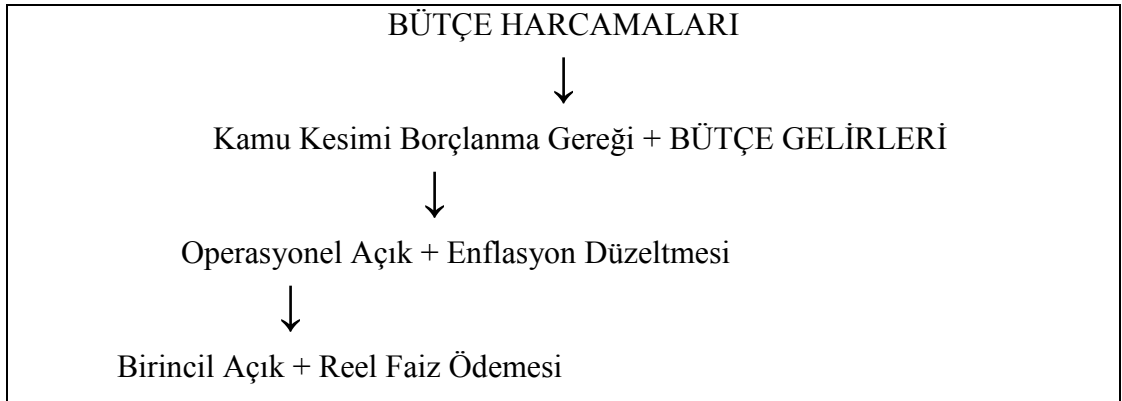 BÜTÇE HARCAMALARI
Kamu Kesimi Borçlanma Gereği + BÜTÇE GELİRLERİ
Operasyonel Açık + Enflasyon Düzeltmesi
Birincil Açık + Reel Faiz Ödemesi